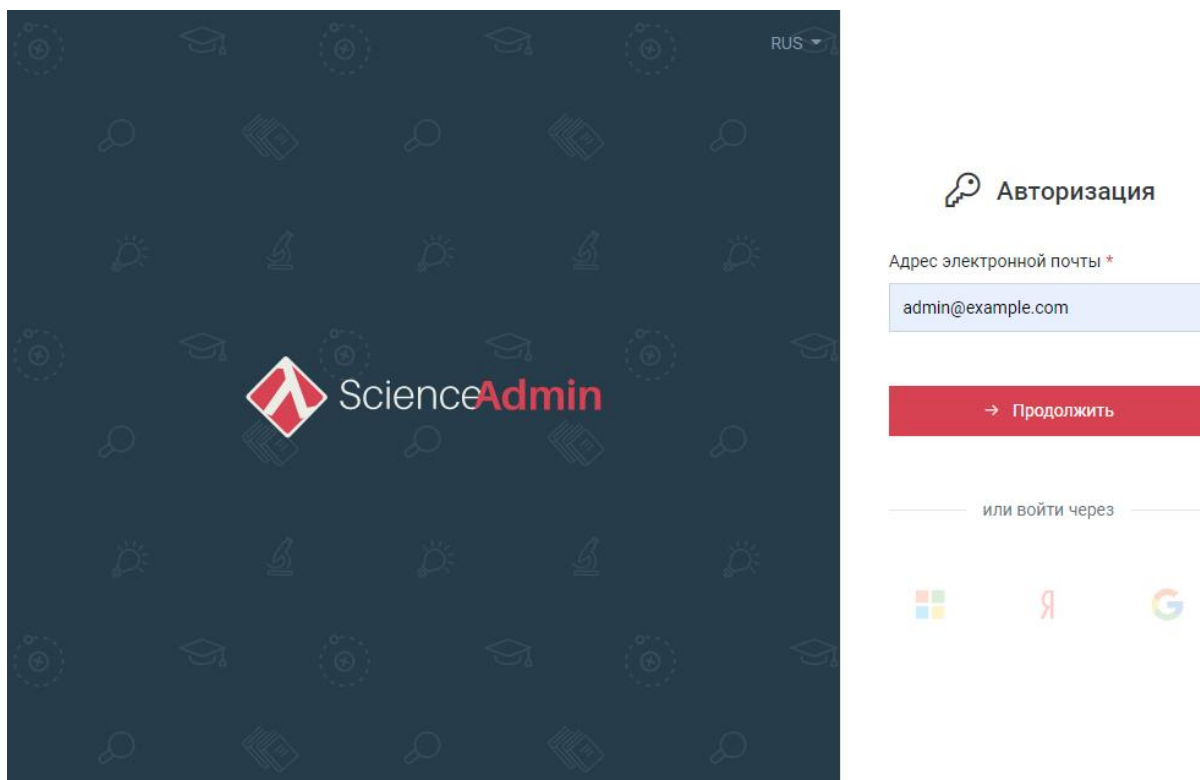 RUS
ScienceAdmin
Авторизация
Адрес электронной почты *
admin@example.com
→ Продолжить
или войти через